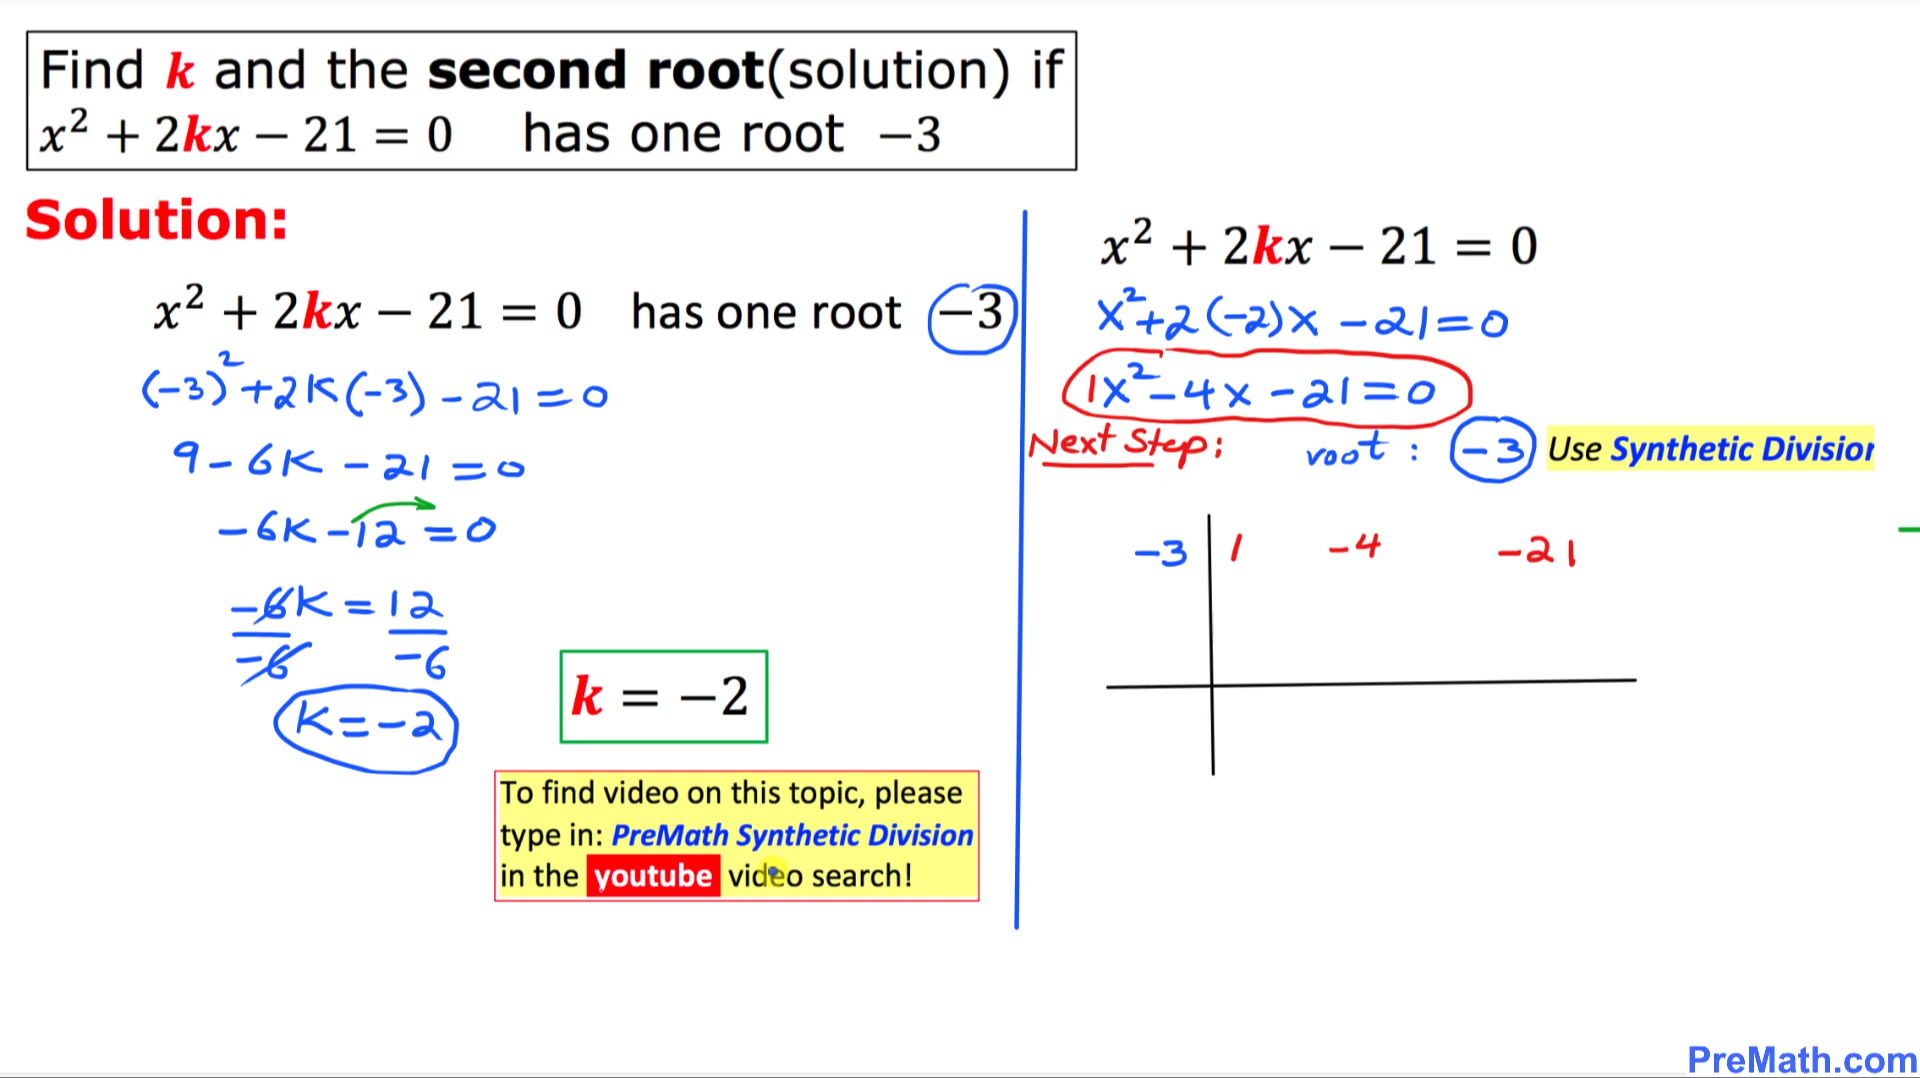 Find k and the second root(solution) if
x² + 2kx − 21 = 0 has one root −3
Solution:
x² + 2kx − 21 = 0 has one root −3
(-3)² + 2K(-3) - 21 = 0
9 - 6K - 21 = 0
-6K - 12 = 0
-6K = 12
-6 -6
K = -2
k = −2
To find video on this topic, please
type in: PreMath Synthetic Division
in the youtube video search!
x² + 2kx − 21 = 0
x² + 2(-2)x - 21 = 0
1x² - 4x - 21 = 0
Next Step: root: -3 Use Synthetic Division
-3 1 -4 -21
PreMath.com